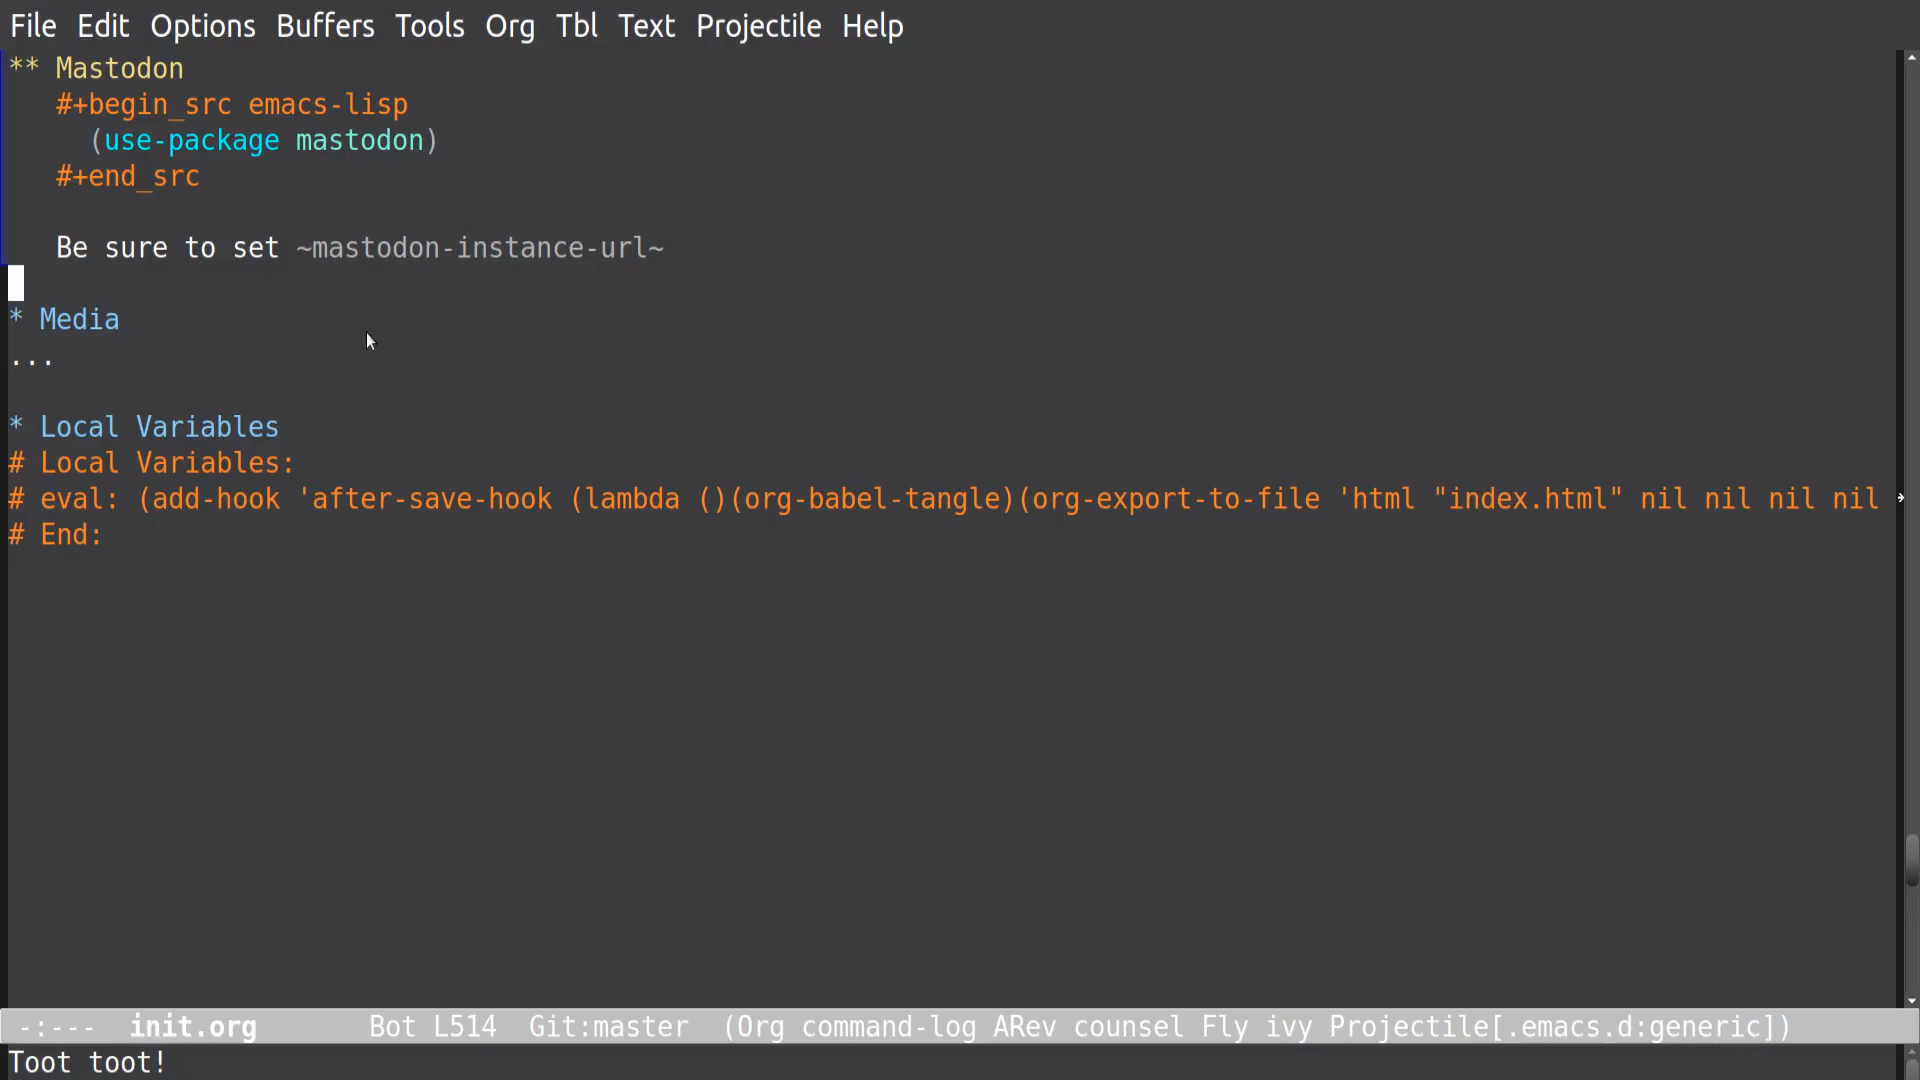 File Edit Options Buffers Tools Org Tbl Text Projectile Help
** Mastodon
#+begin_src emacs-lisp
(use-package mastodon)
#+end_src
Be sure to set ~mastodon-instance-url~
* Media
...
* Local Variables
# Local Variables:
# eval: (add-hook 'after-save-hook (lambda ()(org-babel-tangle)(org-export-to-file 'html "index.html" nil nil nil nil
# End:
-:--- init.org Bot L514 Git:master (Org command-log ARev counsel Fly ivy Projectile[.emacs.d:generic])
Toot toot!